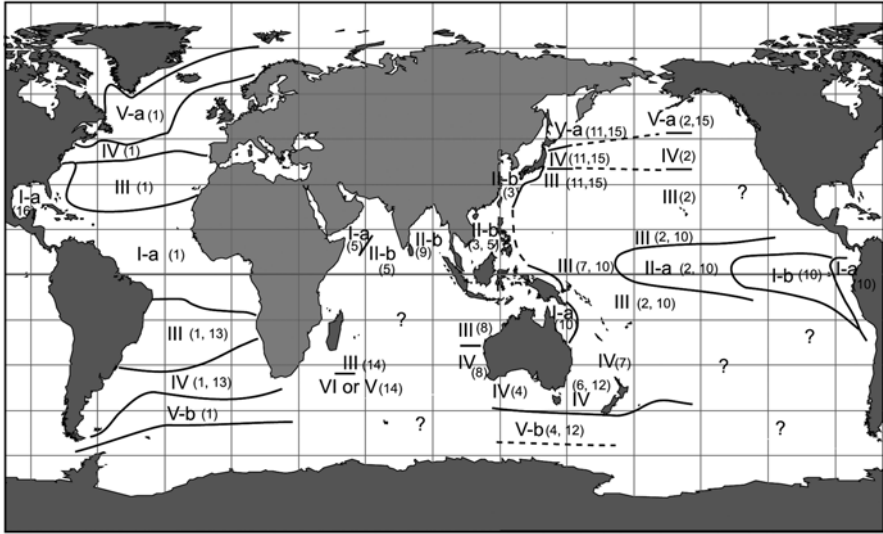 V-a (1)
V-a (2,15)
V-a (11,15)
IV (1)
IV (11,15)
IV (2)
II-b
(3)
III (11,15)
III (1)
I-a
(16)
III (2)
?
I-a
(5)
II-b
(9)
II-b
(3, 5)
III (2, 10)
I-a (1)
II-b
(5)
III (7, 10)
II-a (2, 10)
I-b (10)
I-a
(10)
III (2, 10)
?
I-a
(10)
III (1, 13)
III (8)
?
III (14)
IV
(8)
IV (7)
?
IV (1, 13)
VI or V (14)
IV (4)
(6, 12)
IV
V-b (1)
?
V-b (4, 12)
?